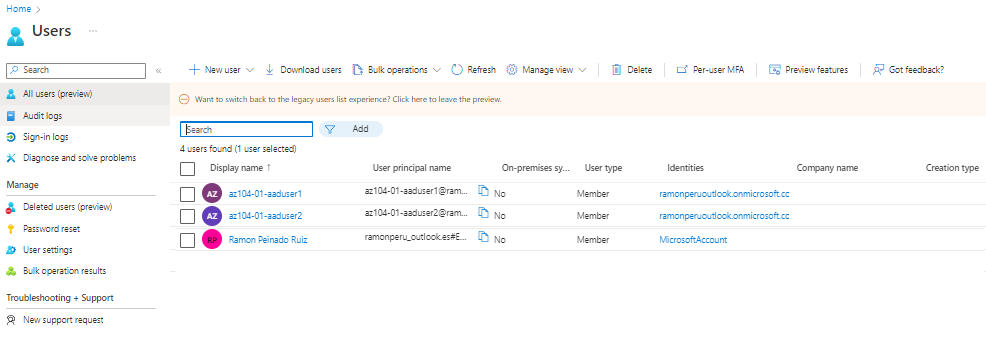 Home >
Users ...
Search «
All users (preview)
Audit logs
Sign-in logs
Diagnose and solve problems
Manage
Deleted users (preview)
Password reset
User settings
Bulk operation results
Troubleshooting + Support
New support request
New user Download users Bulk operations Refresh Manage view Delete Per-user MFA Preview features Got feedback?
Want to switch back to the legacy users list experience? Click here to leave the preview.
Search Add
4 users found (1 user selected)
Display name ↑ User principal name On-premises sy... User type Identities Company name Creation type
AZ az104-01-aaduser1 az104-01-aaduser1@ram... No Member ramonperuoutlook.onmicrosoft.cc
AZ az104-01-aaduser2 az104-01-aaduser2@ram... No Member ramonperuoutlook.onmicrosoft.cc
RP Ramon Peinado Ruiz ramonperu_outlook.es#E... No Member MicrosoftAccount